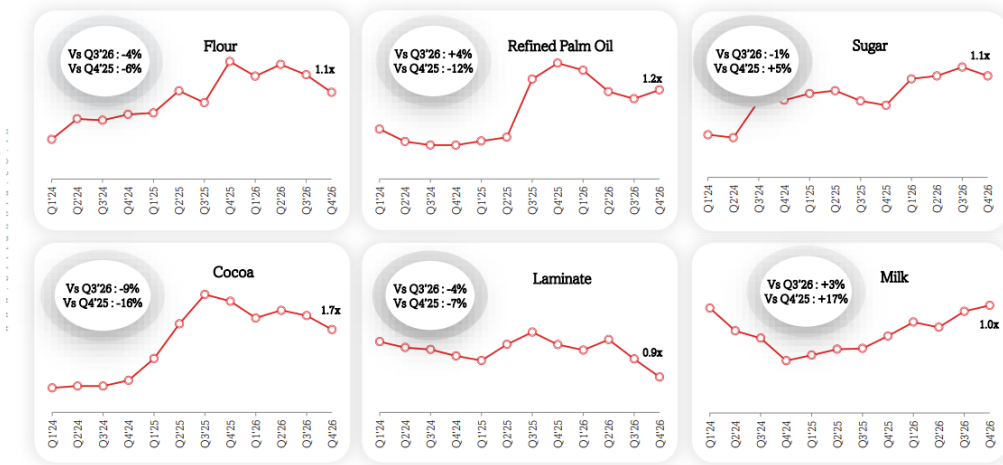 Flour
Vs Q3'26 : -4%
Vs Q4'25 : -6%
1.1x
Q1'24 Q2'24 Q3'24 Q4'24 Q1'25 Q2'25 Q3'25 Q4'25 Q1'26 Q2'26 Q3'26 Q4'26
Refined Palm Oil
Vs Q3'26 : +4%
Vs Q4'25 : -12%
1.2x
Q1'24 Q2'24 Q3'24 Q4'24 Q1'25 Q2'25 Q3'25 Q4'25 Q1'26 Q2'26 Q3'26 Q4'26
Sugar
Vs Q3'26 : -1%
Vs Q4'25 : +5%
1.1x
Q1'24 Q2'24 Q3'24 Q4'24 Q1'25 Q2'25 Q3'25 Q4'25 Q1'26 Q2'26 Q3'26 Q4'26
Cocoa
Vs Q3'26 : -9%
Vs Q4'25 : -16%
1.7x
Q1'24 Q2'24 Q3'24 Q4'24 Q1'25 Q2'25 Q3'25 Q4'25 Q1'26 Q2'26 Q3'26 Q4'26
Laminate
Vs Q3'26 : -4%
Vs Q4'25 : -7%
0.9x
Q1'24 Q2'24 Q3'24 Q4'24 Q1'25 Q2'25 Q3'25 Q4'25 Q1'26 Q2'26 Q3'26 Q4'26
Milk
Vs Q3'26 : +3%
Vs Q4'25 : +17%
1.0x
Q1'24 Q2'24 Q3'24 Q4'24 Q1'25 Q2'25 Q3'25 Q4'25 Q1'26 Q2'26 Q3'26 Q4'26